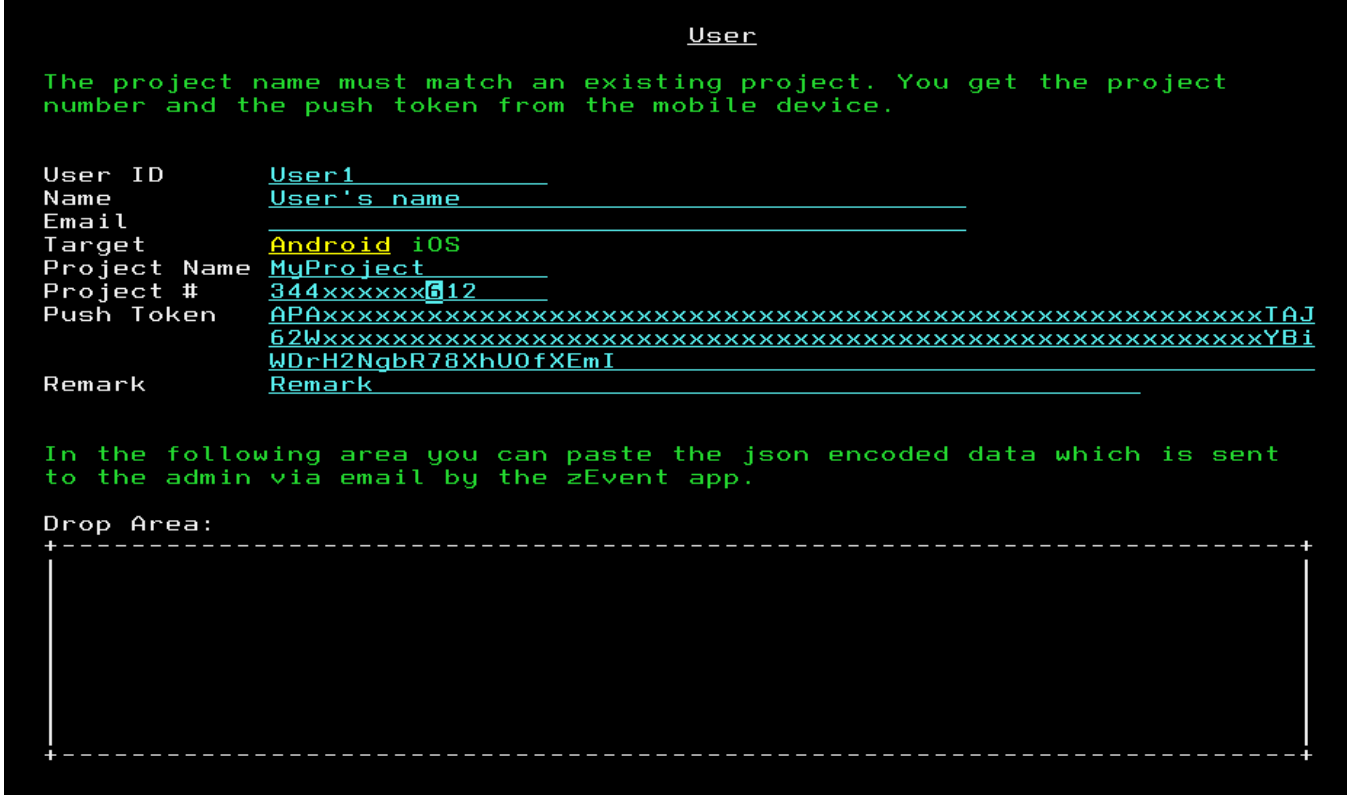 User
The project name must match an existing project. You get the project
number and the push token from the mobile device.
User ID User1
Name User's name
Email
Target Android iOS
Project Name MyProject
Project # 344xxxxxx612
Push Token APAxxxxxxxxxxxxxxxxxxxxxxxxxxxxxxxxxxxxxxxxxxxxxxxxxxxxxxTAJ
62WxxxxxxxxxxxxxxxxxxxxxxxxxxxxxxxxxxxxxxxxxxxxxxxxxxxxxxYBi
WDrH2NgbR78XhUOfXEmI
Remark Remark
In the following area you can paste the json encoded data which is sent
to the admin via email by the zEvent app.
Drop Area: